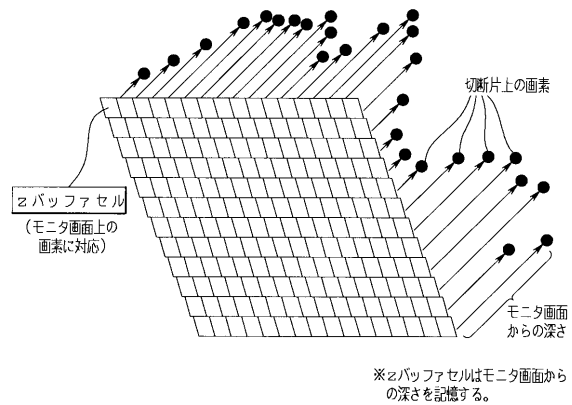 切断片上の画素
zバッファセル
(モニタ画面上の
画素に対応)
モニタ画面
からの深さ
※zバッファセルはモニタ画面から
の深さを記憶する。